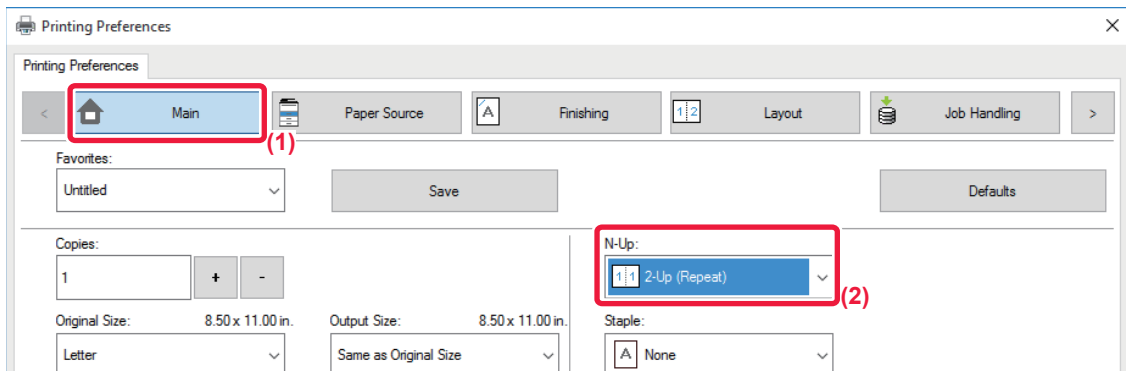 Printing Preferences
Printing Preferences
< Main Paper Source A Finishing 1 2 Layout Job Handling >
(1)
Favorites:
Untitled Save Defaults
Copies: N-Up:
1 + - 1 1 2-Up (Repeat)
(2)
Original Size: 8.50 x 11.00 in. Output Size: 8.50 x 11.00 in. Staple:
Letter Same as Original Size A None